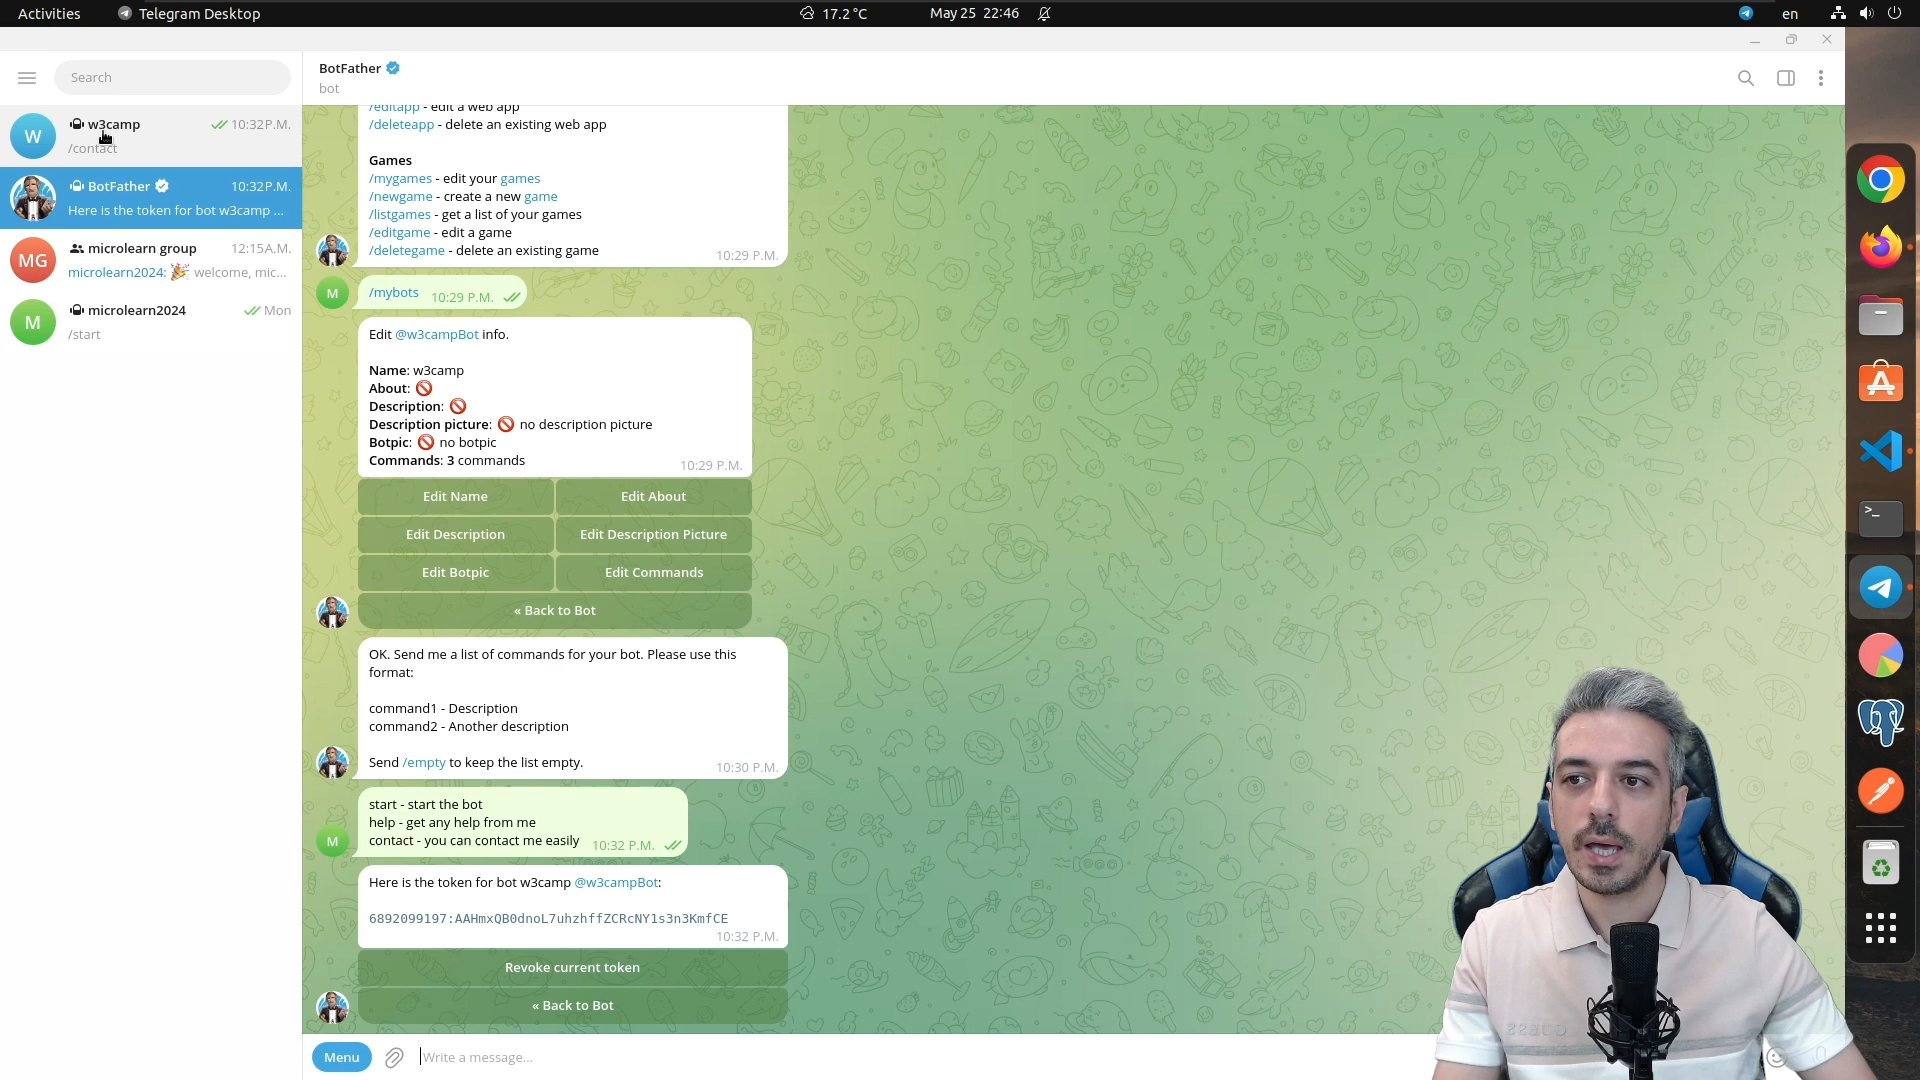 Activities
Telegram Desktop
17.2 °C
May 25 22:46
en
Search
w3camp
10:32 P.M.
/contact
BotFather
10:32 P.M.
Here is the token for bot w3camp ...
MG
microlearn group
12:15 A.M.
microlearn2024: 🎉 welcome, mic...
M
microlearn2024
Mon
/start
W
BotFather
bot
/editapp - edit a web app
/deleteapp - delete an existing web app
Games
/mygames - edit your games
/newgame - create a new game
/listgames - get a list of your games
/editgame - edit a game
/deletegame - delete an existing game
10:29 P.M.
M
/mybots
10:29 P.M.
Edit @w3campBot info.
Name: w3camp
About: 🚫
Description: 🚫
Description picture: 🚫 no description picture
Botpic: 🚫 no botpic
Commands: 3 commands
10:29 P.M.
Edit Name
Edit About
Edit Description
Edit Description Picture
Edit Botpic
Edit Commands
« Back to Bot
OK. Send me a list of commands for your bot. Please use this
format:
command1 - Description
command2 - Another description
Send /empty to keep the list empty.
10:30 P.M.
M
start - start the bot
help - get any help from me
contact - you can contact me easily
10:32 P.M.
Here is the token for bot w3camp @w3campBot:
6892099197:AAHmxQB0dnoL7uhzhffZCRcNY1s3n3KmfCE
10:32 P.M.
Revoke current token
« Back to Bot
Menu
Write a message...